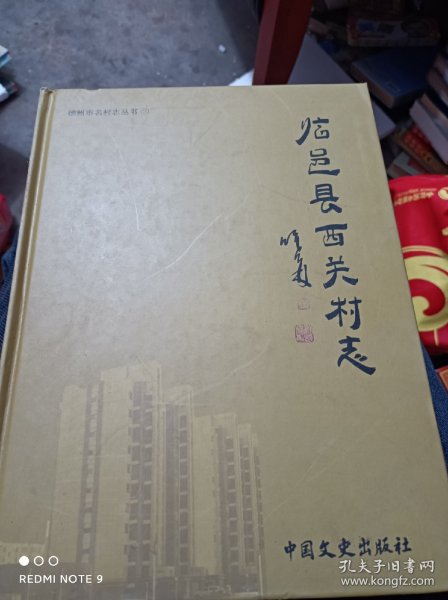 德州市名村志丛书
临邑县西关村志
中国文史出版社
REDMI NOTE 9
孔夫子旧书网
www.kongfz.com